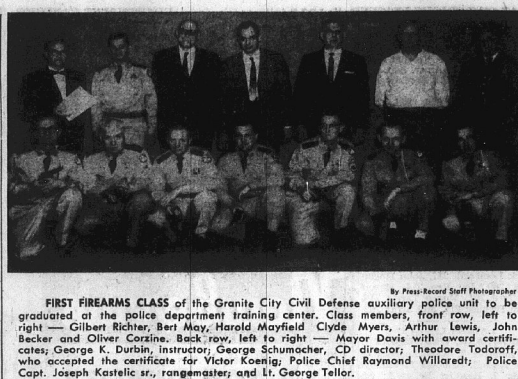 By Press-Record Staff Photographer
FIRST FIREARMS CLASS of the Granite City Civil Defense auxiliary police unit to be
graduated at the police department training center. Class members, front row, left to
right — Gilbert Richter, Bert May, Harold Mayfield Clyde Myers, Arthur Lewis, John
Becker and Oliver Corzine. Back row, left to right — Mayor Davis with award certifi-
cates; George K. Durbin, instructor; George Schumacher, CD director; Theodore Todoroff,
who accepted the certificate for Victor Koenig; Police Chief Raymond Willaredt; Police
Capt. Joseph Kastelic sr., rangemaster; and Lt. George Tellor.